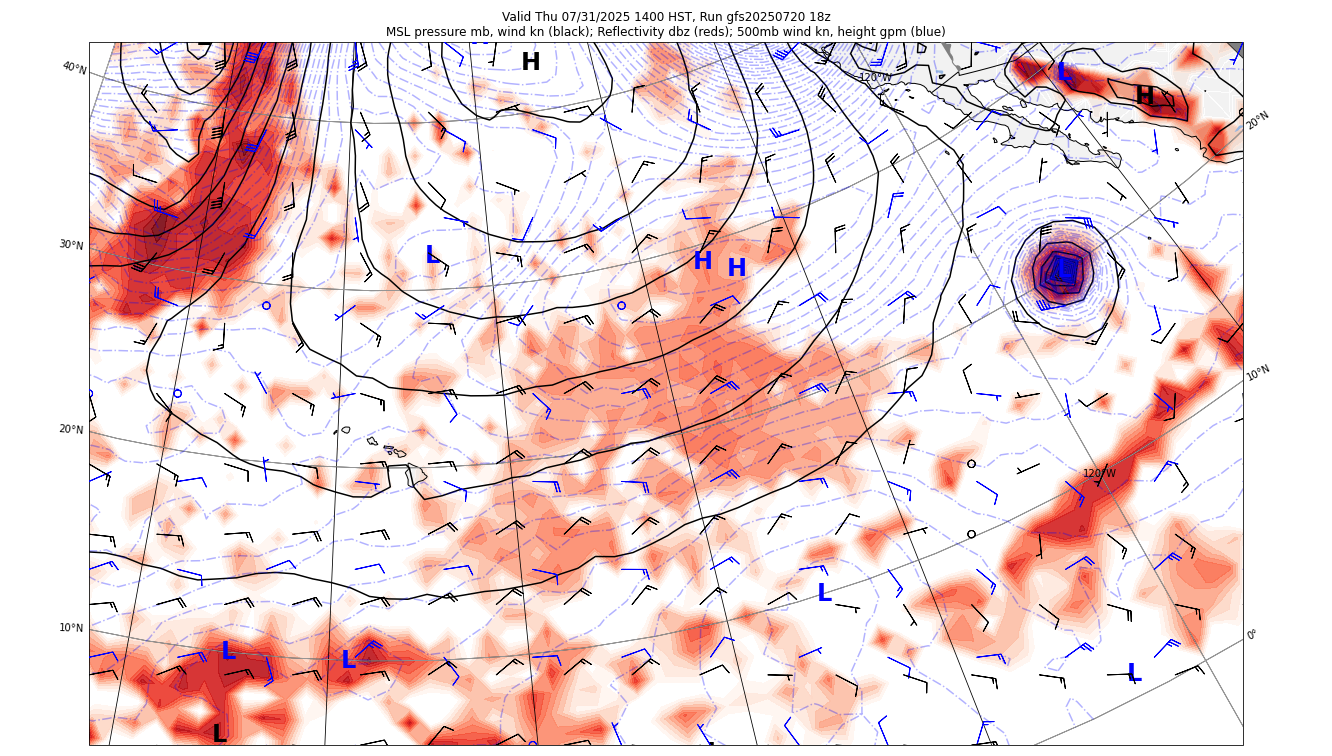 Valid Thu 07/31/2025 1400 HST, Run gfs20250720 18z
MSL pressure mb, wind kn (black); Reflectivity dbz (reds); 500mb wind kn, height gpm (blue)
40°N
H
120°W
L
H
20°N
30°N
L
H
H
10°N
20°N
120°W
L
10°N
0°
L
L
L
L